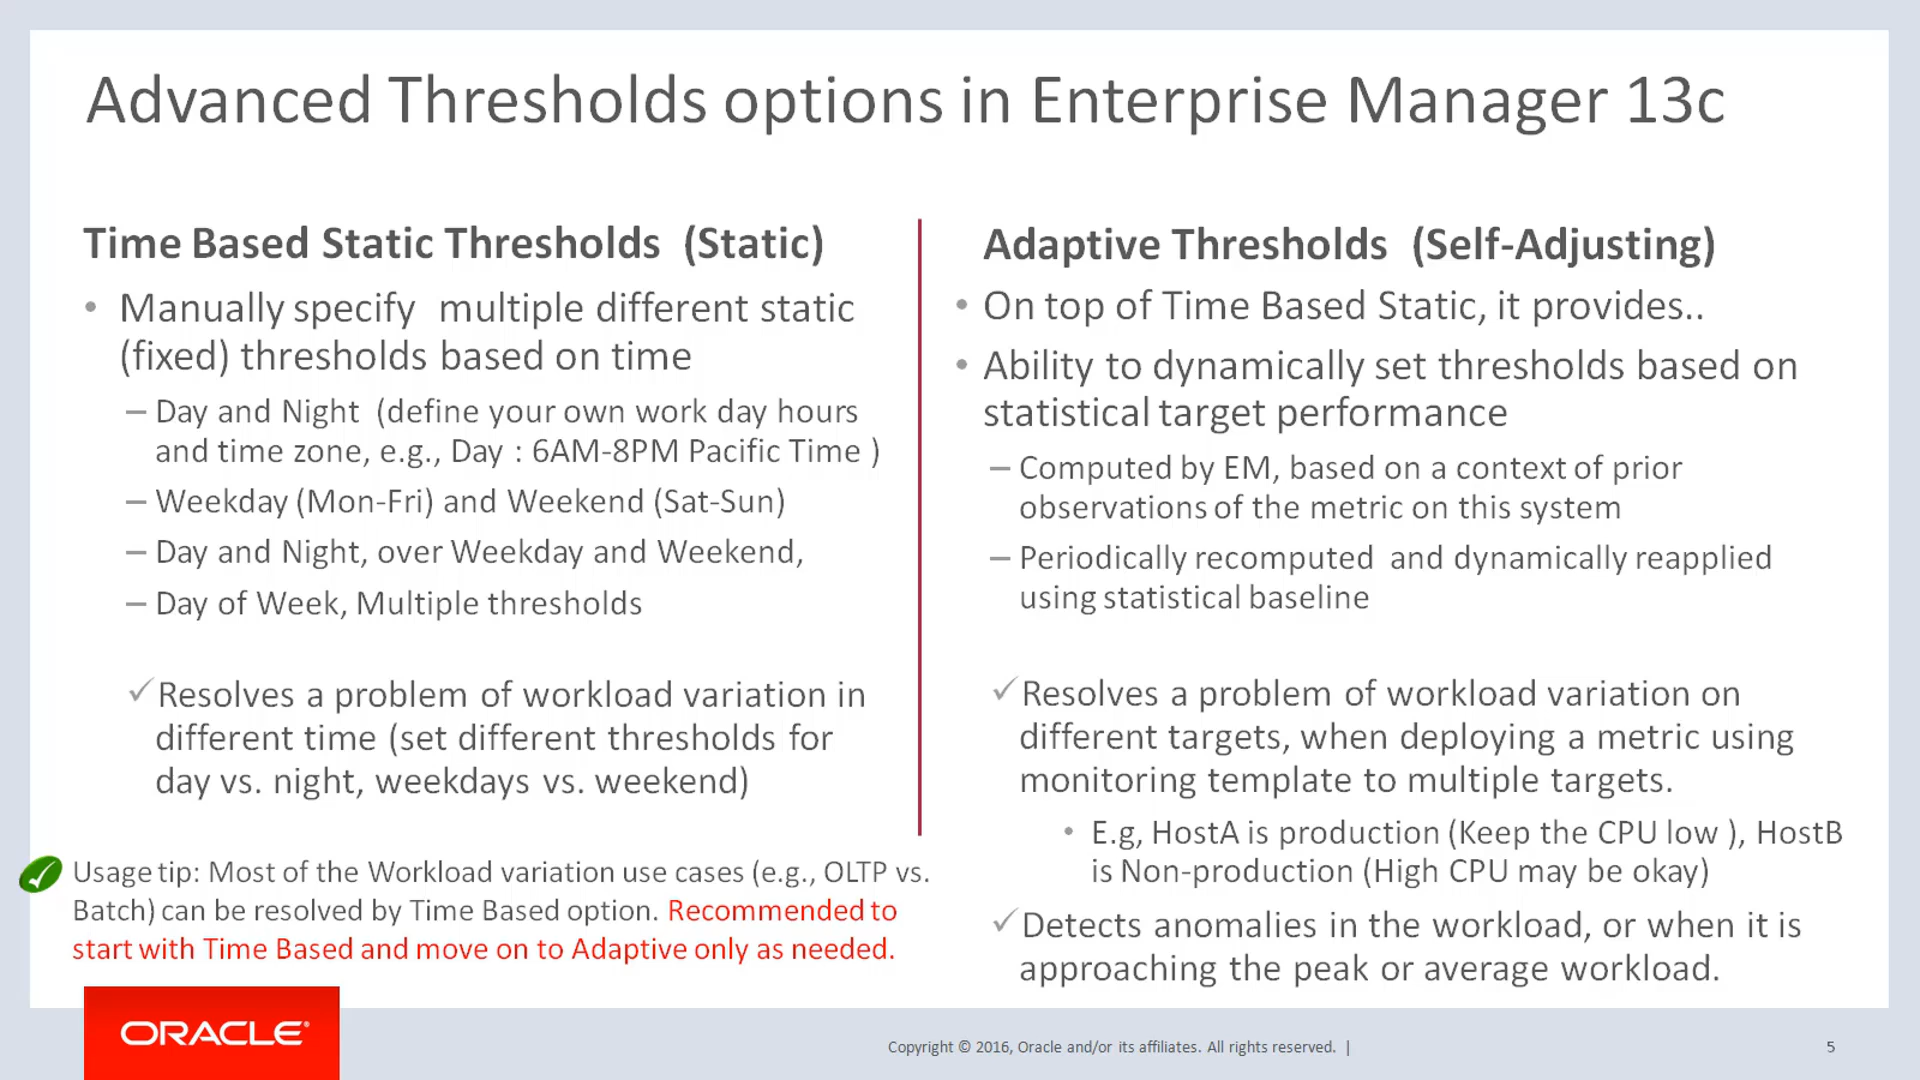 Advanced Thresholds options in Enterprise Manager 13c
Time Based Static Thresholds (Static)
• Manually specify multiple different static
(fixed) thresholds based on time
– Day and Night (define your own work day hours
and time zone, e.g., Day : 6AM-8PM Pacific Time )
– Weekday (Mon-Fri) and Weekend (Sat-Sun)
– Day and Night, over Weekday and Weekend,
– Day of Week, Multiple thresholds
✓Resolves a problem of workload variation in
different time (set different thresholds for
day vs. night, weekdays vs. weekend)
Usage tip: Most of the Workload variation use cases (e.g., OLTP vs.
Batch) can be resolved by Time Based option. Recommended to
start with Time Based and move on to Adaptive only as needed.
Adaptive Thresholds (Self-Adjusting)
• On top of Time Based Static, it provides..
• Ability to dynamically set thresholds based on
statistical target performance
– Computed by EM, based on a context of prior
observations of the metric on this system
– Periodically recomputed and dynamically reapplied
using statistical baseline
✓Resolves a problem of workload variation on
different targets, when deploying a metric using
monitoring template to multiple targets.
• E.g, HostA is production (Keep the CPU low ), HostB
is Non-production (High CPU may be okay)
✓Detects anomalies in the workload, or when it is
approaching the peak or average workload.
ORACLE®
Copyright © 2016, Oracle and/or its affiliates. All rights reserved. |
5